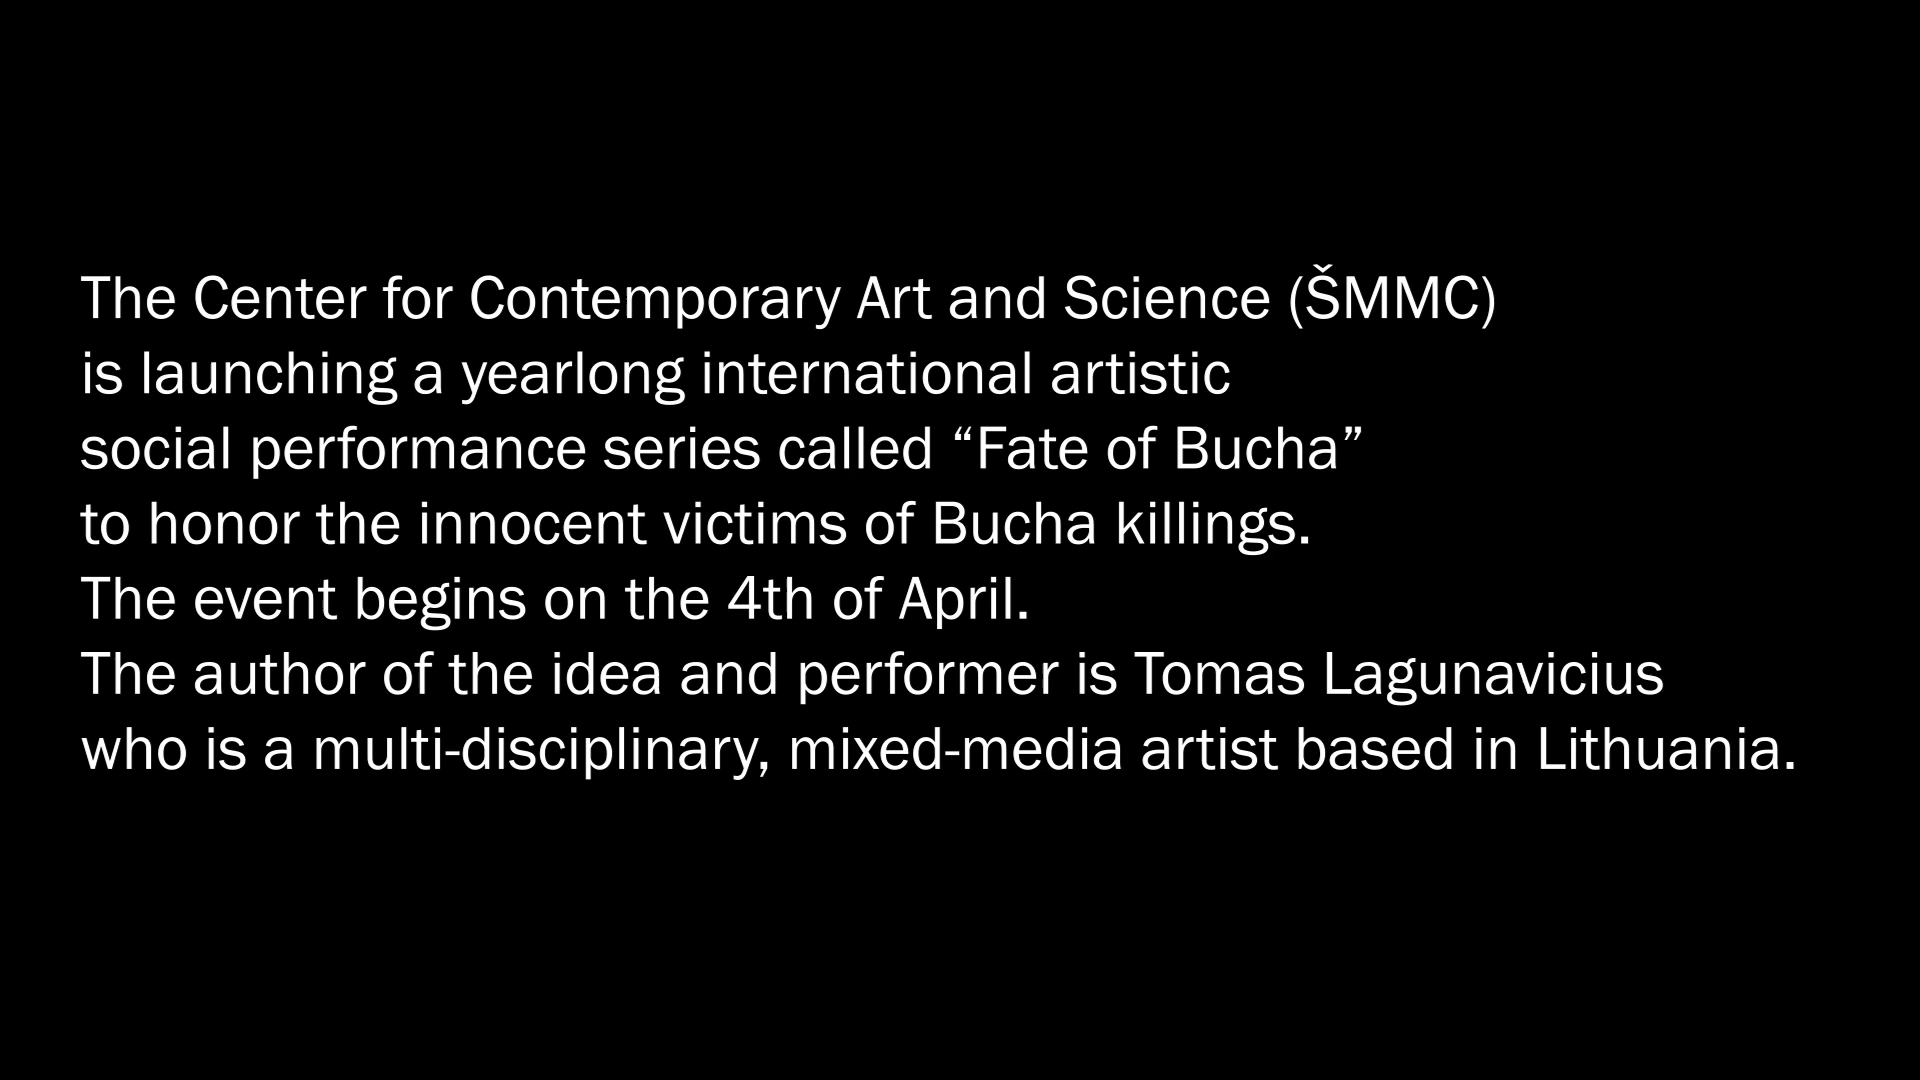 The Center for Contemporary Art and Science (ŠMMC)
is launching a yearlong international artistic
social performance series called “Fate of Bucha”
to honor the innocent victims of Bucha killings.
The event begins on the 4th of April.
The author of the idea and performer is Tomas Lagunavicius
who is a multi-disciplinary, mixed-media artist based in Lithuania.